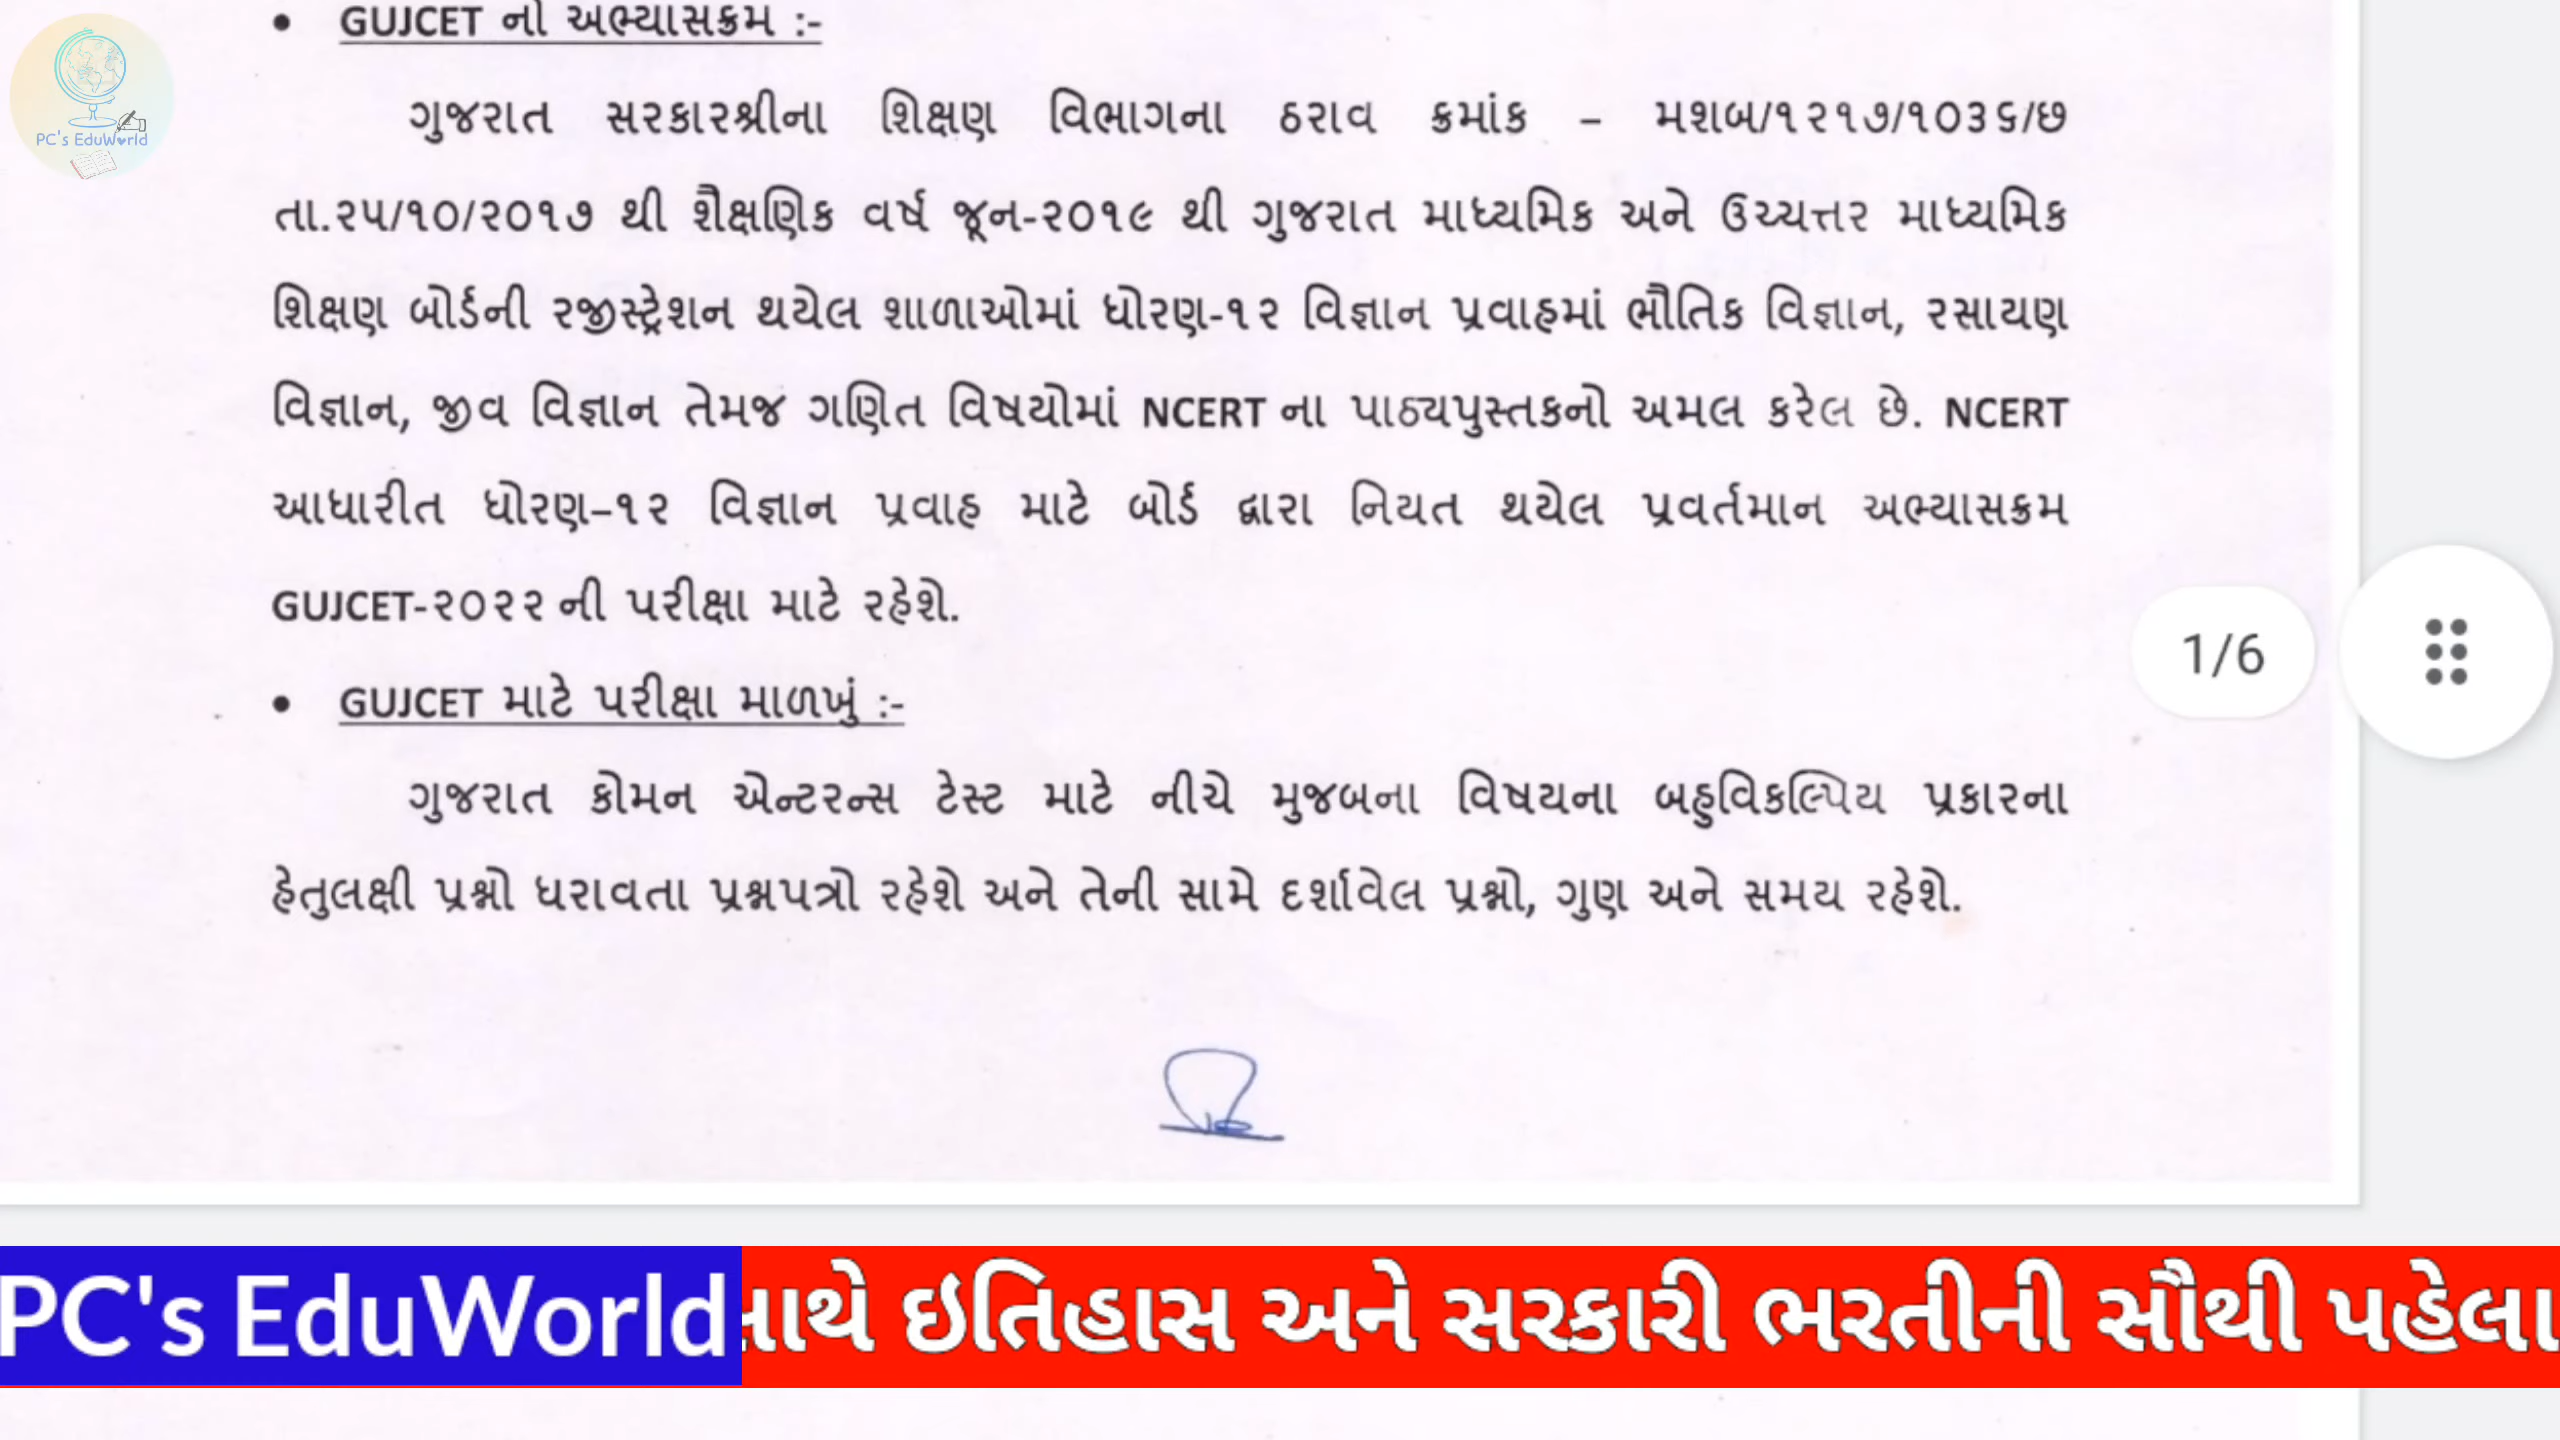 • GUJCET નો અભ્યાસક્રમ :-
PC's EduWorld
ગુજરાત સરકારશ્રીના શિક્ષણ વિભાગના ઠરાવ ક્રમાંક – મશબ/૧૨૧૭/૧૦૩૬/છ
તા.૨૫/૧૦/૨૦૧૭ થી શૈક્ષણિક વર્ષ જૂન-૨૦૧૯ થી ગુજરાત માધ્યમિક અને ઉચ્ચત્તર માધ્યમિક
શિક્ષણ બોર્ડની રજીસ્ટ્રેશન થયેલ શાળાઓમાં ધોરણ-૧૨ વિજ્ઞાન પ્રવાહમાં ભૌતિક વિજ્ઞાન, રસાયણ
વિજ્ઞાન, જીવ વિજ્ઞાન તેમજ ગણિત વિષયોમાં NCERT ના પાઠ્યપુસ્તકનો અમલ કરેલ છે. NCERT
આધારીત ધોરણ–૧૨ વિજ્ઞાન પ્રવાહ માટે બોર્ડ દ્વારા નિયત થયેલ પ્રવર્તમાન અભ્યાસક્રમ
GUJCET-૨૦૨૨ ની પરીક્ષા માટે રહેશે.
1/6
• GUJCET માટે પરીક્ષા માળખું :-
ગુજરાત કોમન એન્ટરન્સ ટેસ્ટ માટે નીચે મુજબના વિષયના બહુવિકલ્પિય પ્રકારના
હેતુલક્ષી પ્રશ્નો ધરાવતા પ્રશ્નપત્રો રહેશે અને તેની સામે દર્શાવેલ પ્રશ્નો, ગુણ અને સમય રહેશે.
PC's EduWorld સાથે ઇતિહાસ અને સરકારી ભરતીની સૌથી પહેલા